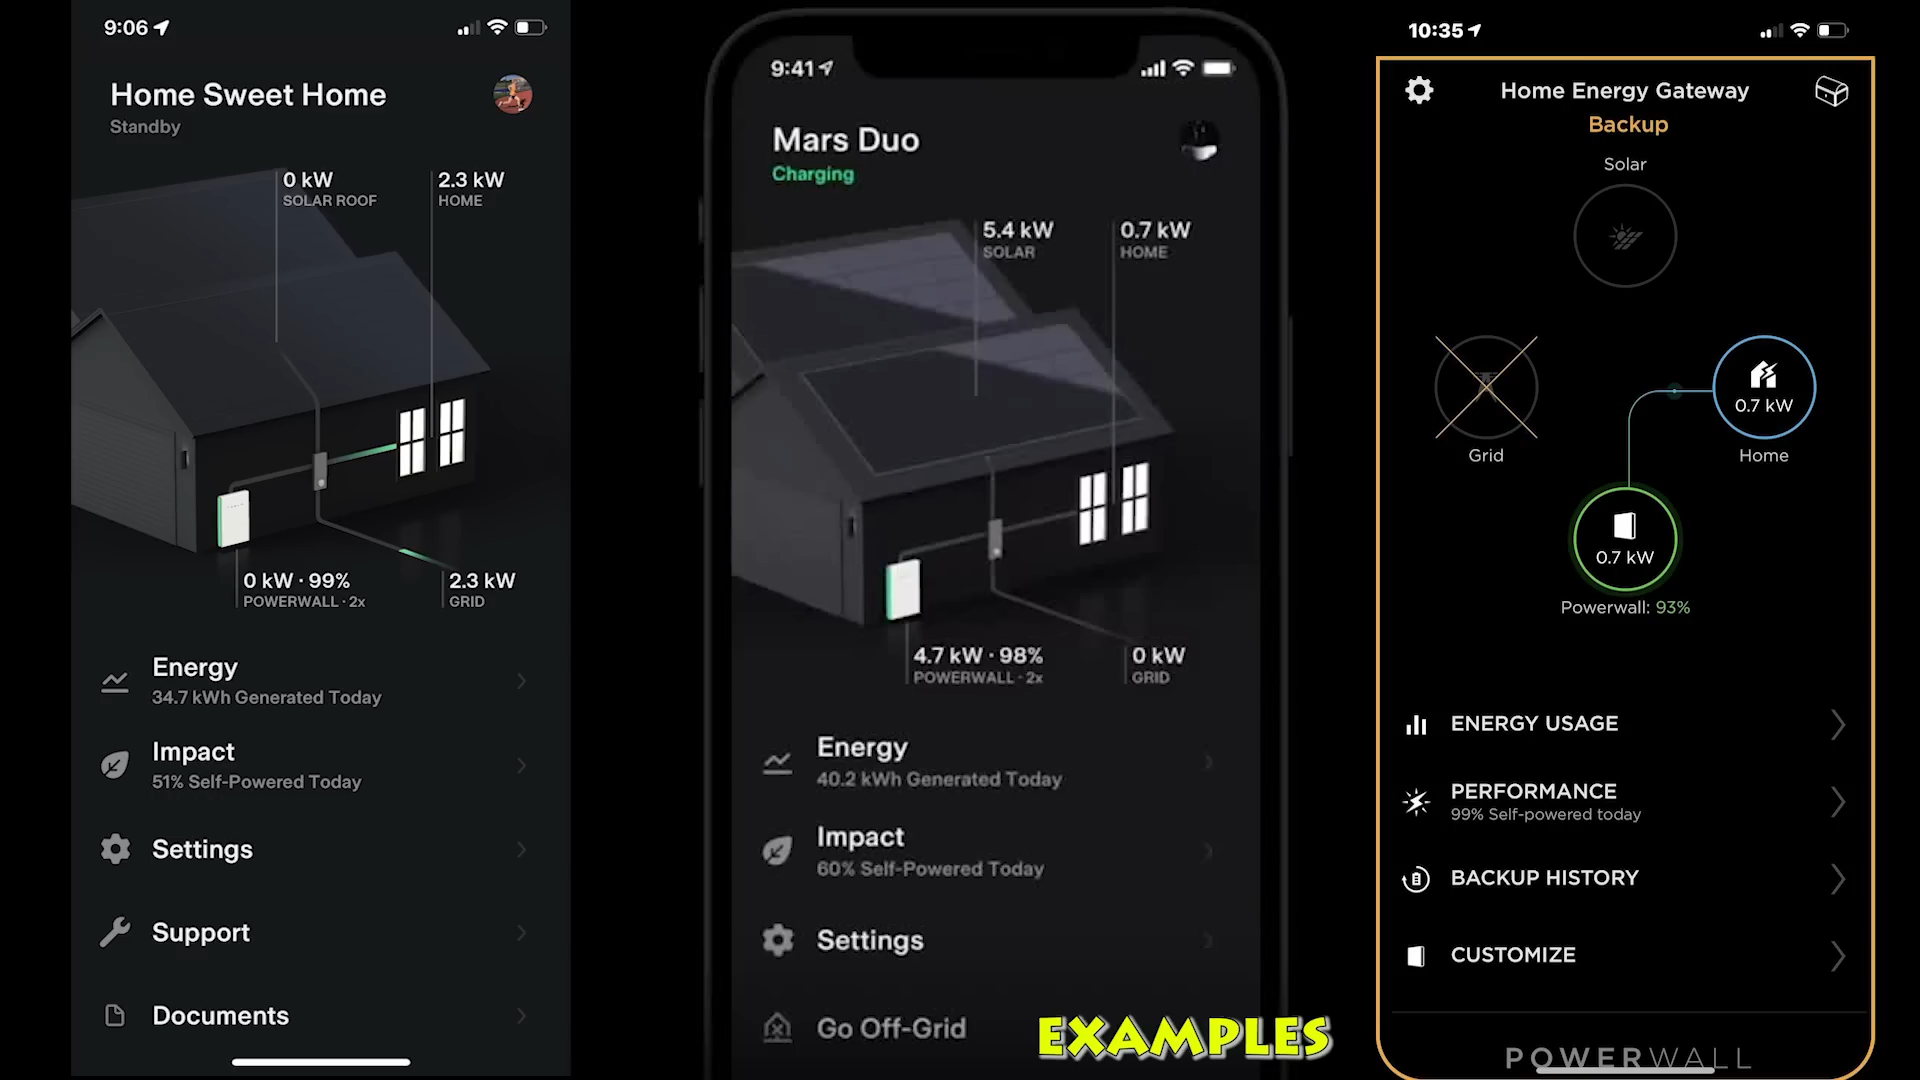 9:06
Home Sweet Home
Standby
0 kW
SOLAR ROOF
2.3 kW
HOME
0 kW · 99%
POWERWALL · 2x
2.3 kW
GRID
Energy
34.7 kWh Generated Today
Impact
51% Self-Powered Today
Settings
Support
Documents
9:41
Mars Duo
Charging
5.4 kW
SOLAR
0.7 kW
HOME
4.7 kW · 98%
POWERWALL · 2x
0 kW
GRID
Energy
40.2 kWh Generated Today
Impact
60% Self-Powered Today
Settings
Go Off-Grid
EXAMPLES
10:35
Home Energy Gateway
Backup
Solar
Grid
0.7 kW
Home
0.7 kW
Powerwall: 93%
ENERGY USAGE
PERFORMANCE
99% Self-powered today
BACKUP HISTORY
CUSTOMIZE
POWERWALL